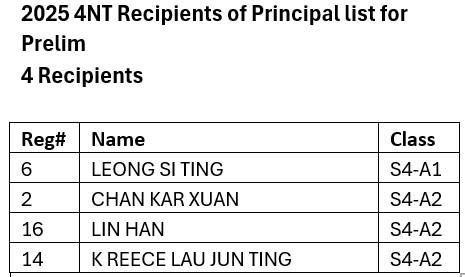 2025 4NT Recipients of Principal list for
Prelim
4 Recipients
Reg# Name Class
6 LEONG SI TING S4-A1
2 CHAN KAR XUAN S4-A2
16 LIN HAN S4-A2
14 K REECE LAU JUN TING S4-A2